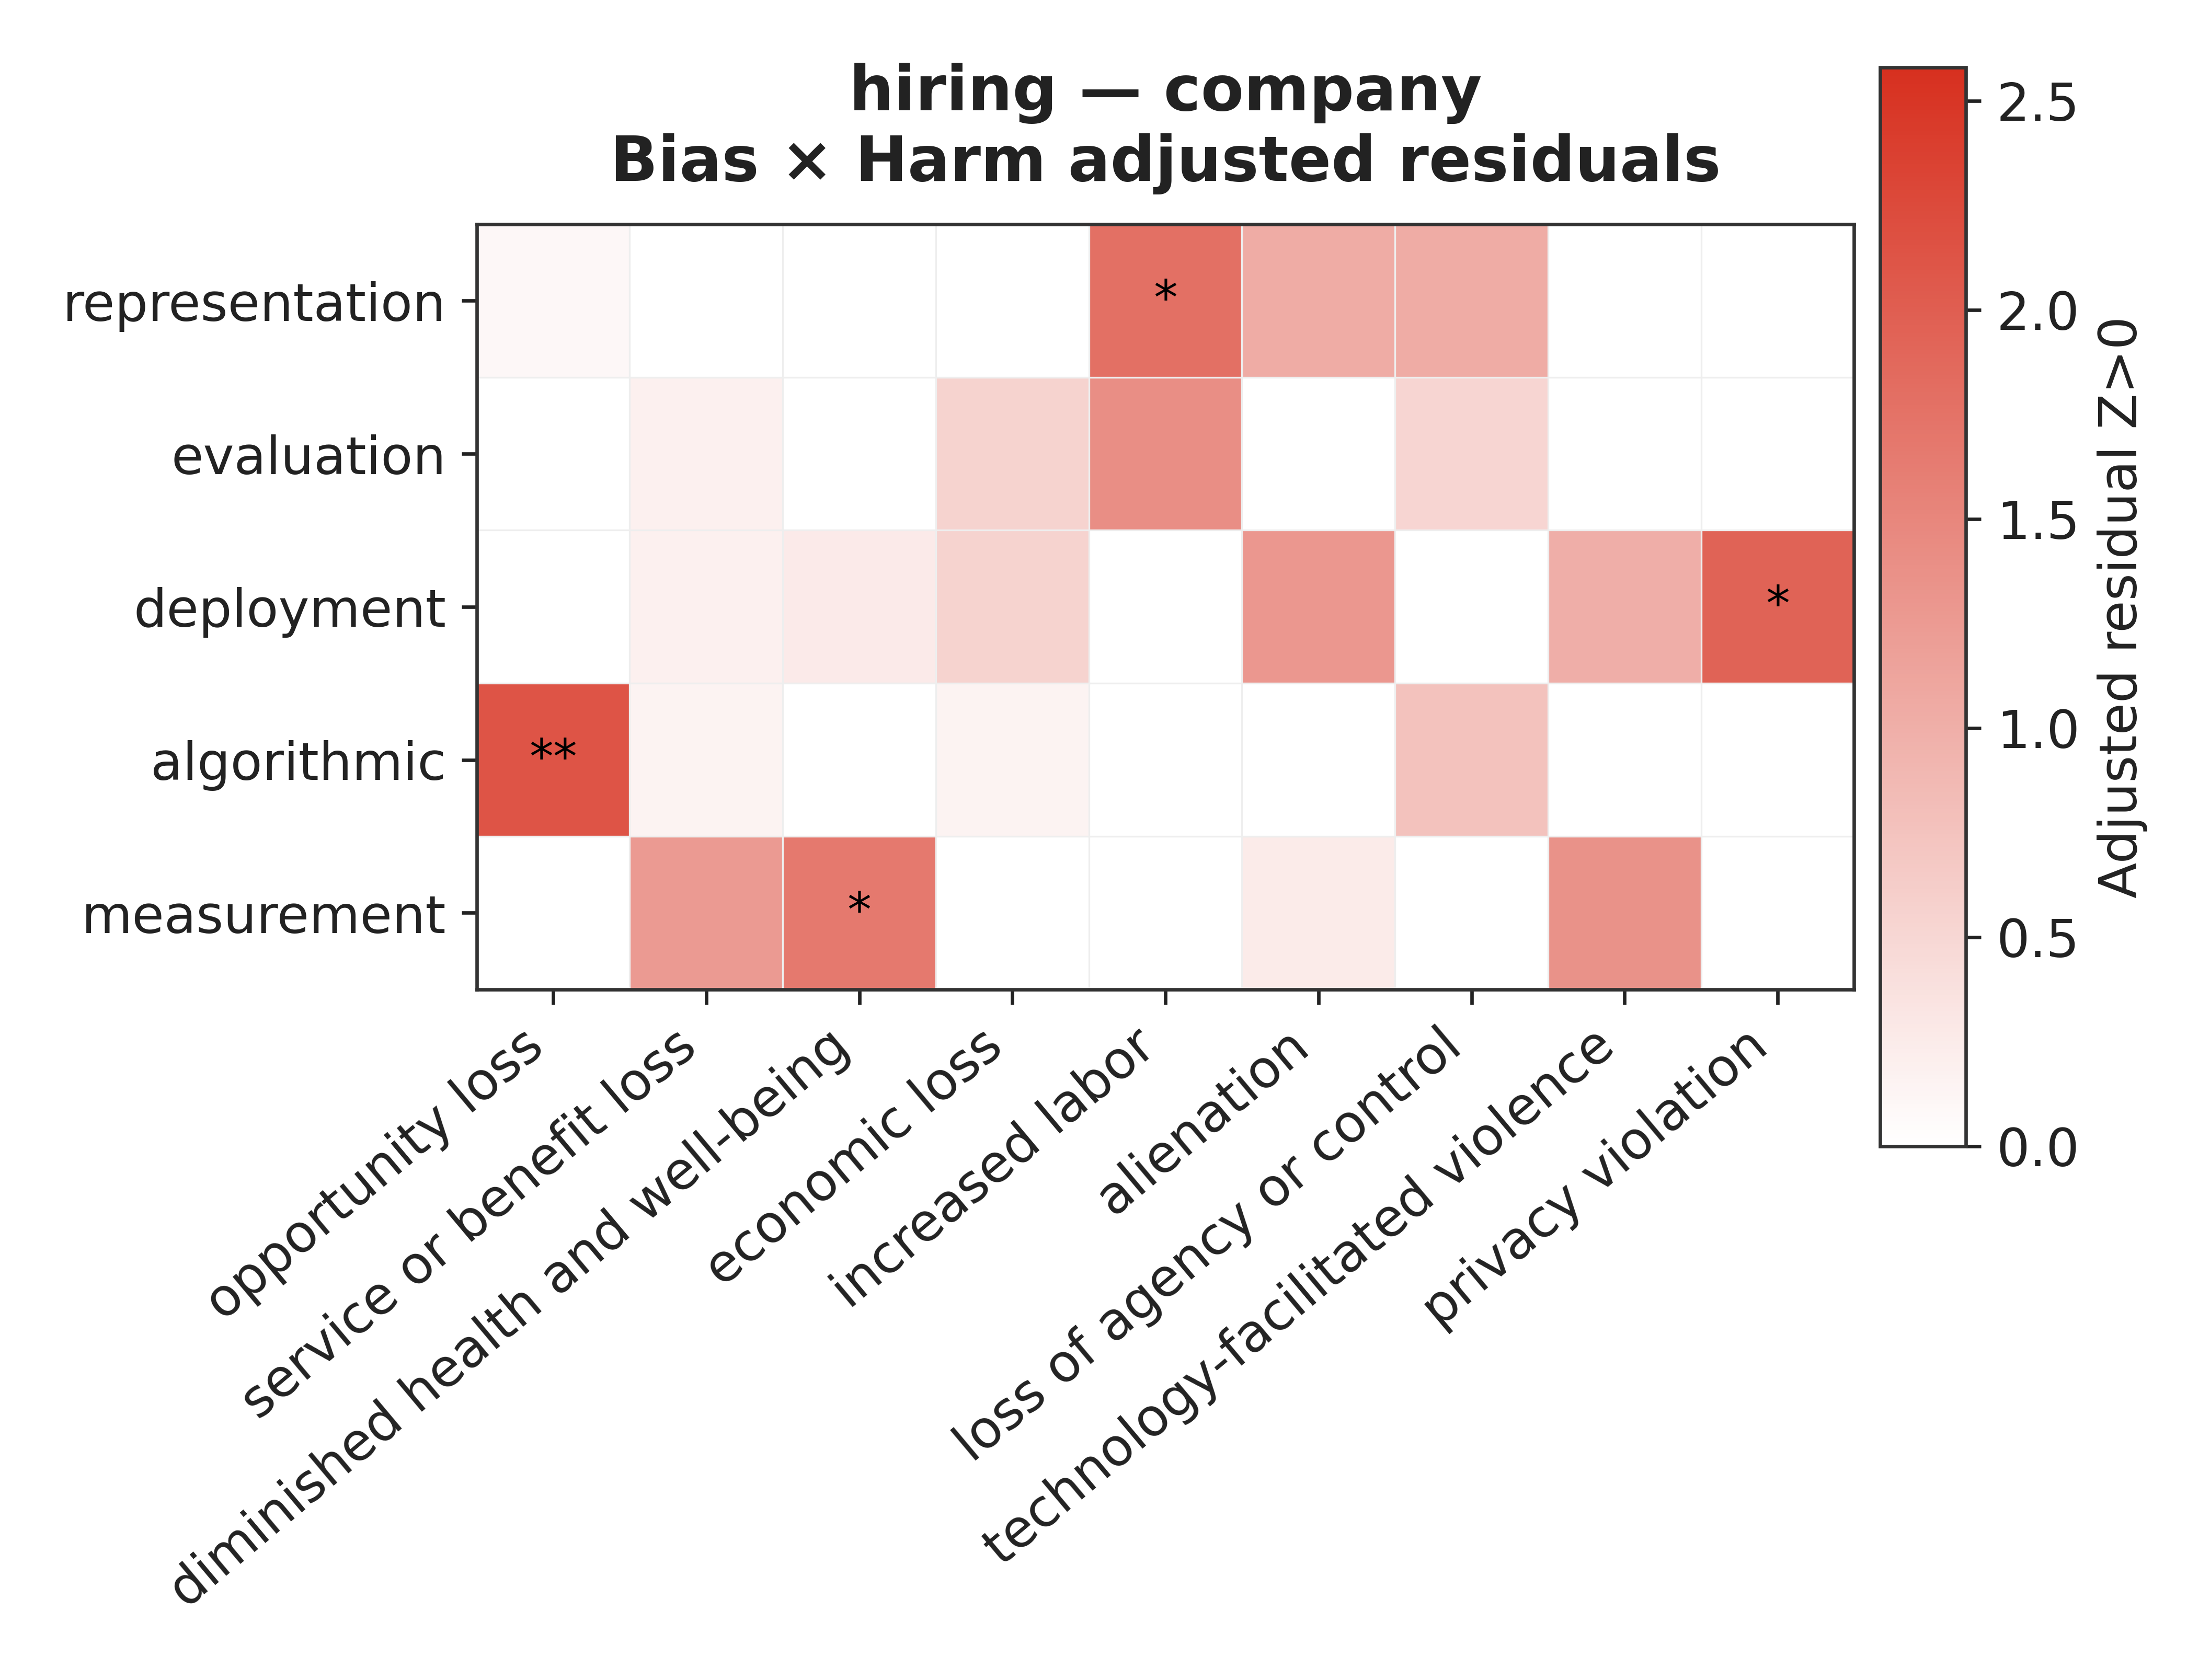 hiring — company
Bias × Harm adjusted residuals
representation
evaluation
deployment
algorithmic
measurement
*
*
**
*
opportunity loss
service or benefit loss
diminished health and well-being
economic loss
increased labor
alienation
loss of agency or control
technology-facilitated violence
privacy violation
2.5
2.0
1.5
1.0
0.5
0.0
Adjusted residual Z>0